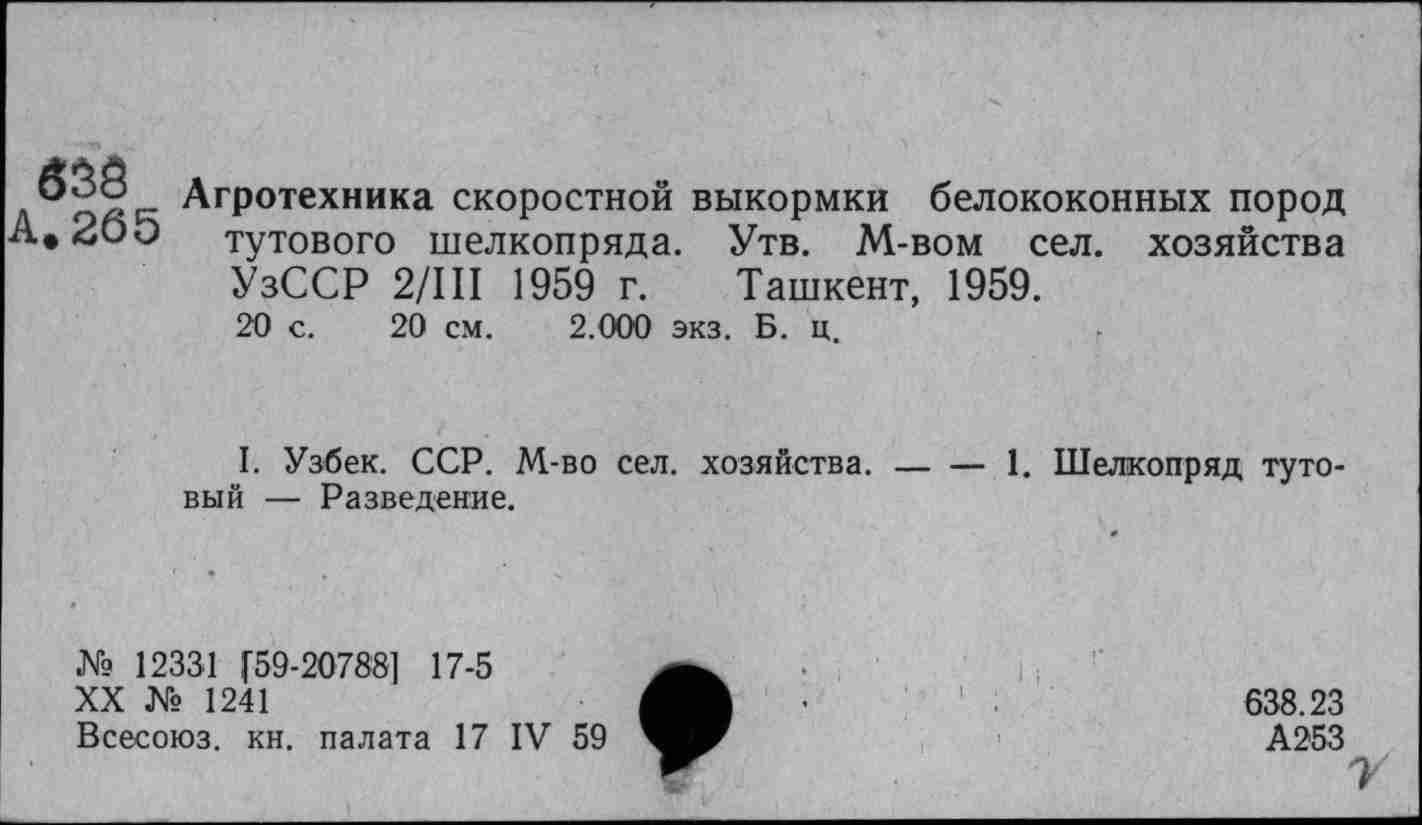 638
А.265
Агротехника скоростной выкормки белококонных пород
тутового шелкопряда. Утв. М-вом сел. хозяйства
УзССР 2/III 1959 г. Ташкент, 1959.
20 с. 20 см. 2.000 экз. Б. ц.
I. Узбек. ССР. М-во сел. хозяйства. — — 1. Шелкопряд туто-
вый — Разведение.
№ 12331 [59-20788] 17-5
XX № 1241
Всесоюз. кн. палата 17 IV 59
638.23
А253